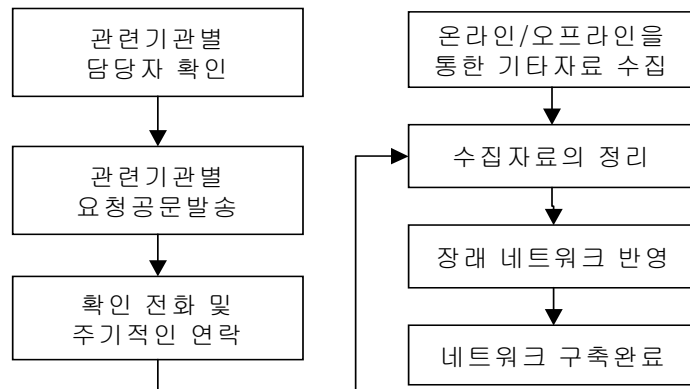 관련기관별
담당자 확인
관련기관별
요청공문발송
확인 전화 및
주기적인 연락
온라인/오프라인을
통한 기타자료 수집
수집자료의 정리
장래 네트워크 반영
네트워크 구축완료